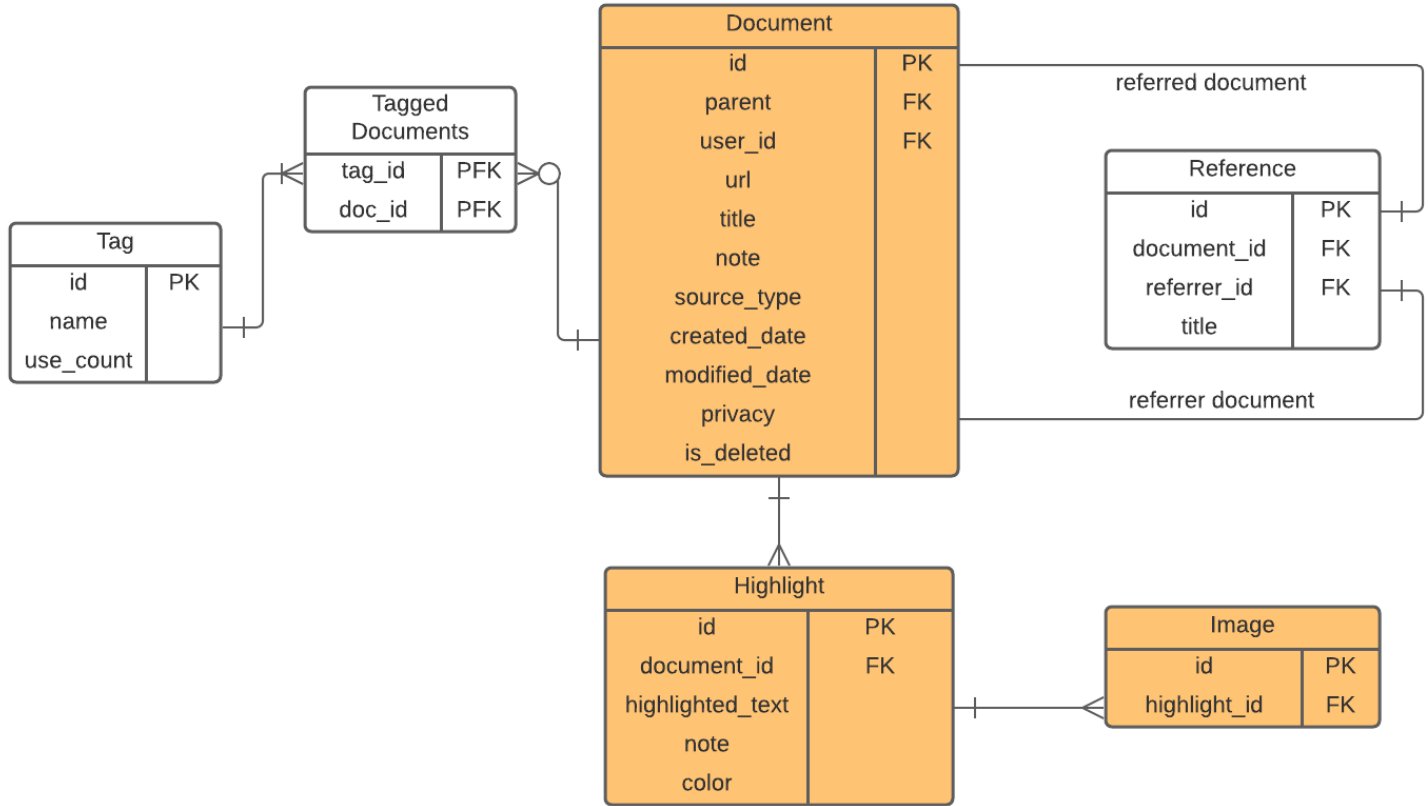 Document
id PK
parent FK
user_id FK
url
title
note
source_type
created_date
modified_date
privacy
is_deleted
Tagged
Documents
tag_id PFK
doc_id PFK
Tag
id PK
name
use_count
referred document
Reference
id PK
document_id FK
referrer_id FK
title
referrer document
Highlight
id PK
document_id FK
highlighted_text
note
color
Image
id PK
highlight_id FK